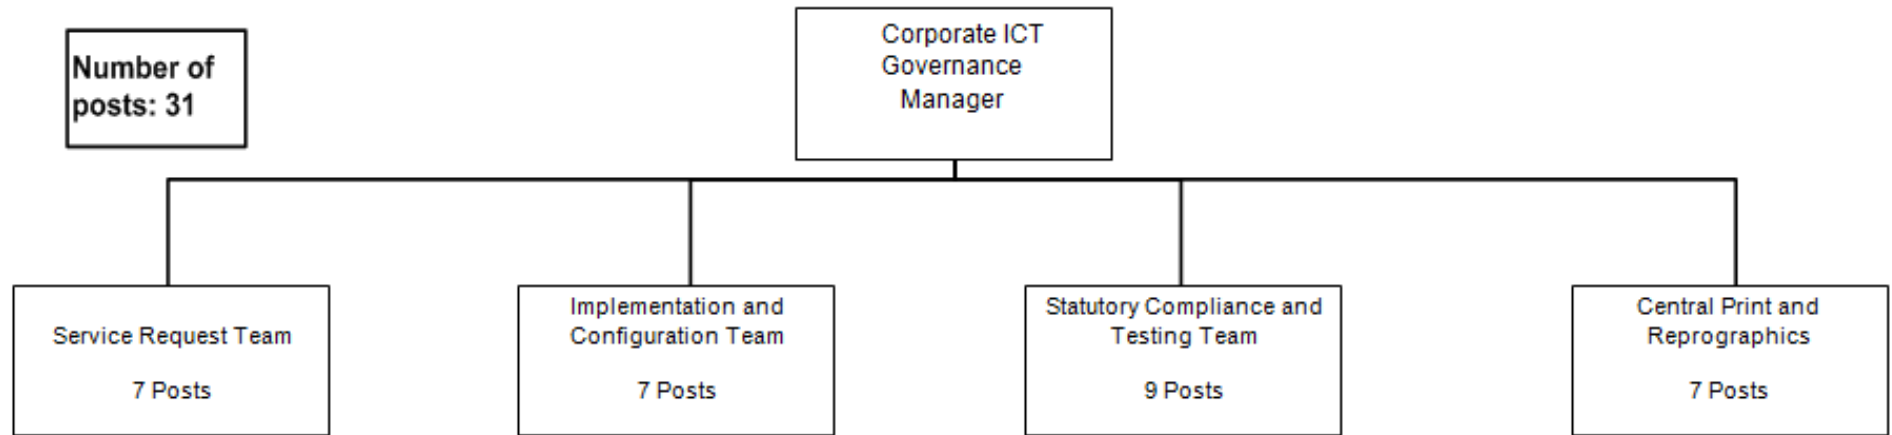 Number of
posts: 31
Corporate ICT
Governance
Manager
Service Request Team
7 Posts
Implementation and
Configuration Team
7 Posts
Statutory Compliance and
Testing Team
9 Posts
Central Print and
Reprographics
7 Posts